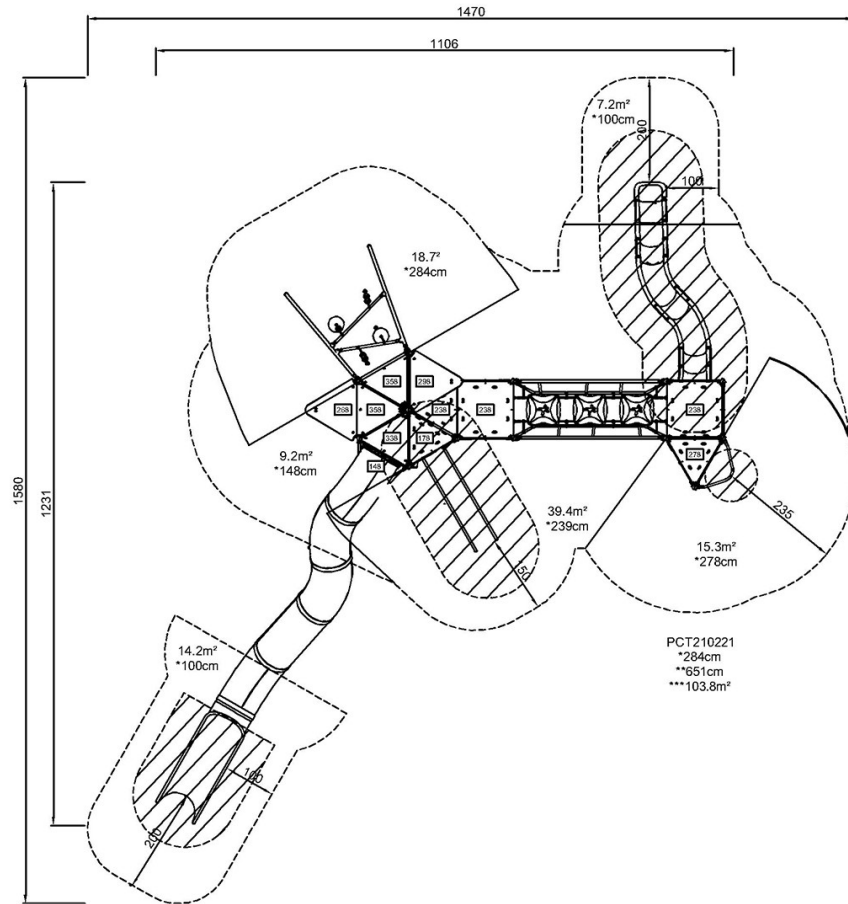 1470
1106
7.2m²
*100cm
200
100
18.7²
*284cm
358
298
268
358
238
238
238
338
178
278
148
9.2m²
*148cm
1580
1231
39.4m²
*239cm
235
15.3m²
*278cm
150
14.2m²
*100cm
PCT210221
*284cm
**651cm
***103.8m²
100
200